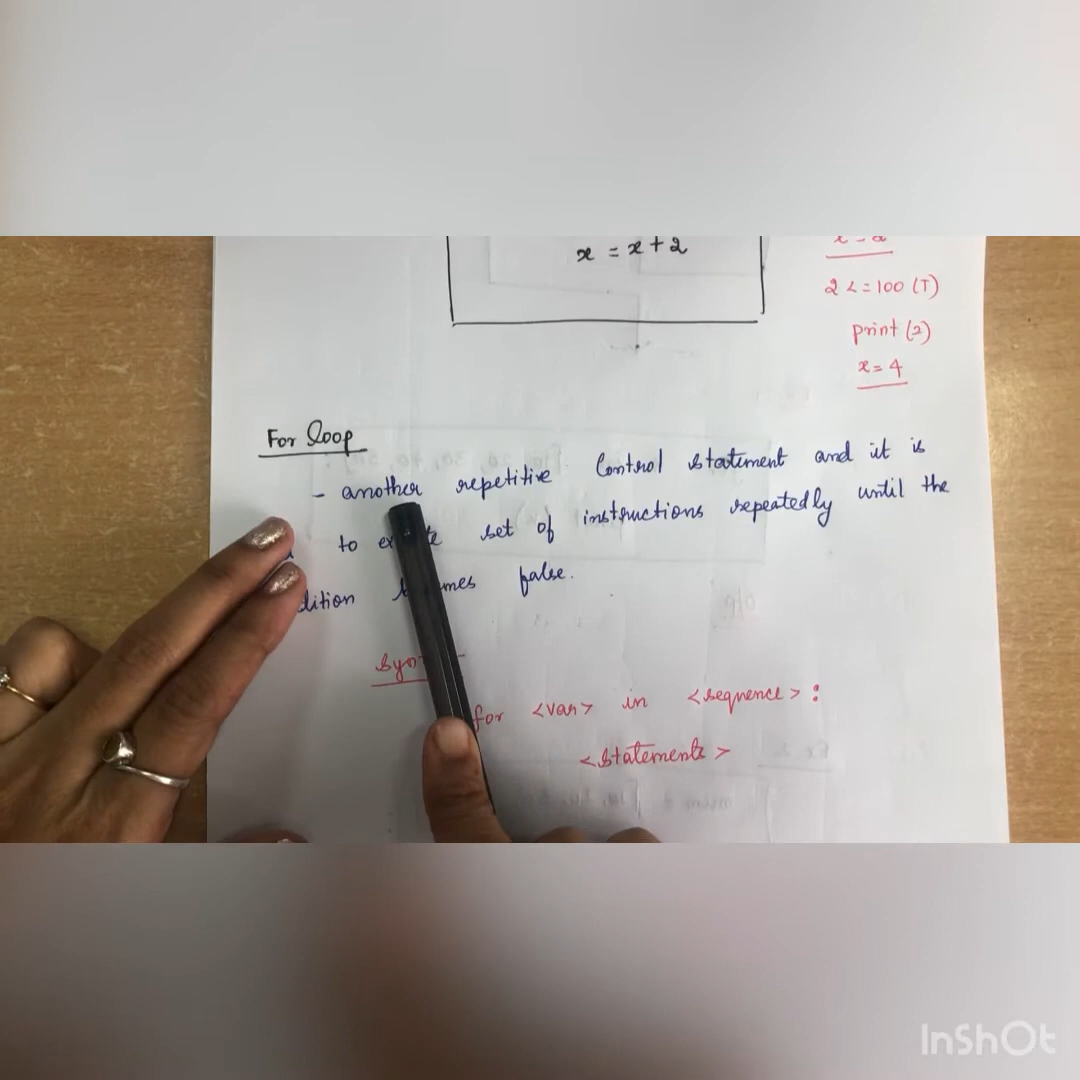 x = x + 2
2 <= 100 (T)
print (2)
x = 4
For loop
- another repetitive Control statement and it is
to set of instructions repeatedly until the
false.
for <var> in <sequence> :
<statements>
InShOt